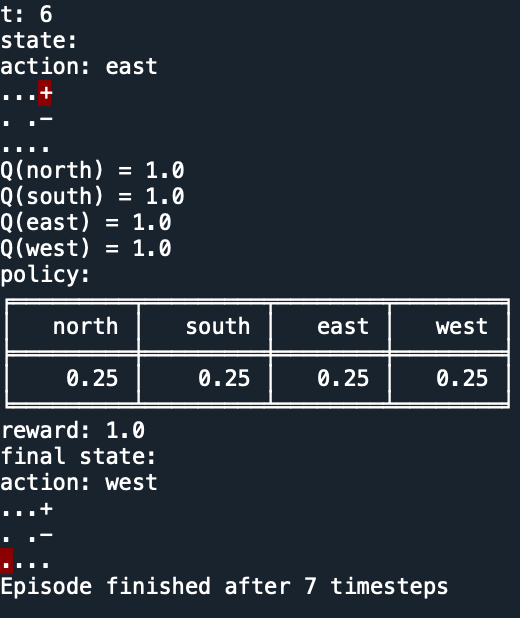 t: 6
state:
action: east
...+
. .-
....
Q(north) = 1.0
Q(south) = 1.0
Q(east) = 1.0
Q(west) = 1.0
policy:
north south east west
0.25 0.25 0.25 0.25
reward: 1.0
final state:
action: west
...+
. .-
....
Episode finished after 7 timesteps